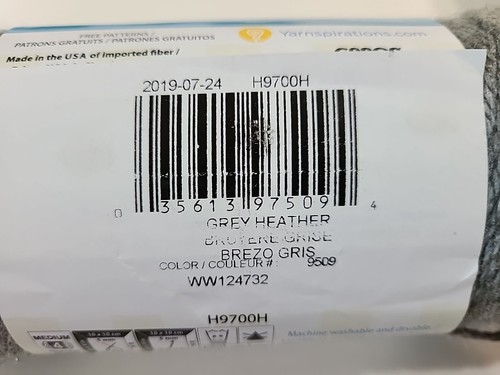 FREE PATTERNS /
PATRONS GRATUITS / PATRONES GRATUITOS
Yarnspirations.com
Made in the USA of imported fiber /
2019-07-24 H9700H
0 35613 97509 4
GREY HEATHER
BRUYERE GRISE
BREZO GRIS
COLOR / COULEUR #: 9509
WW124732
H9700H
MEDIUM
4
Machine washable and dryable.